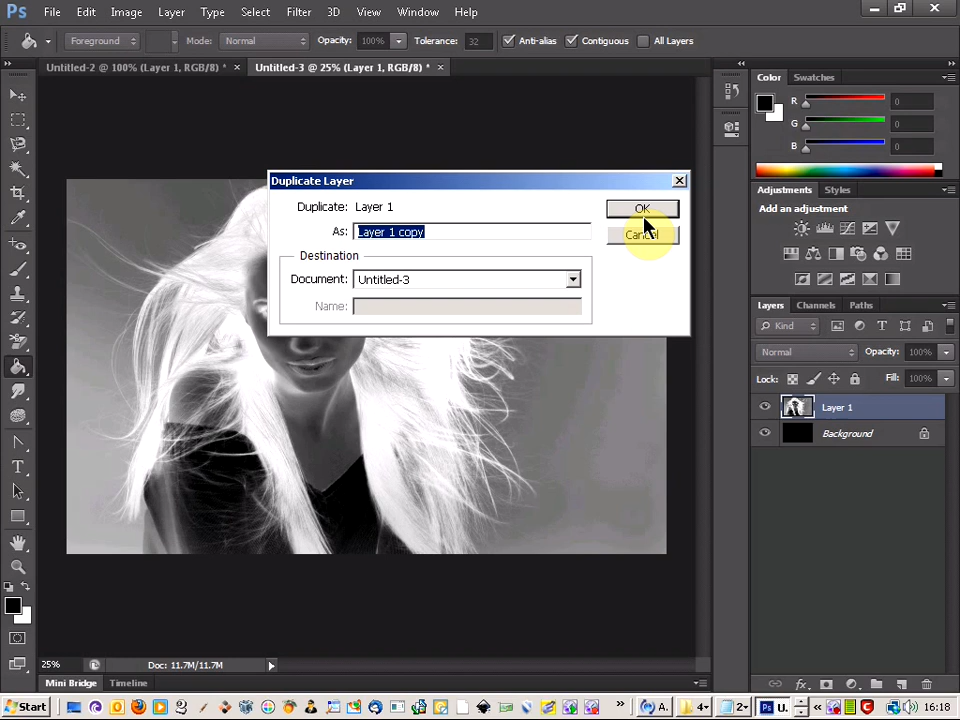 Ps File Edit Image Layer Type Select Filter 3D View Window Help
Foreground Mode: Normal Opacity: 100% Tolerance: 32 Anti-alias Contiguous All Layers
Untitled-2 @ 100% (Layer 1, RGB/8) * × Untitled-3 @ 25% (Layer 1, RGB/8) * ×
Color Swatches
R 0
G 0
B 0
Duplicate Layer
Duplicate: Layer 1 OK
As: Layer 1 copy Cancel
Destination
Document: Untitled-3
Name:
Adjustments Styles
Add an adjustment
Layers Channels Paths
Kind
Normal Opacity: 100%
Lock: Fill: 100%
Layer 1
Background
25% Doc: 11.7M/11.7M
Mini Bridge Timeline
Start A. 4 2 Ps U. 16:18